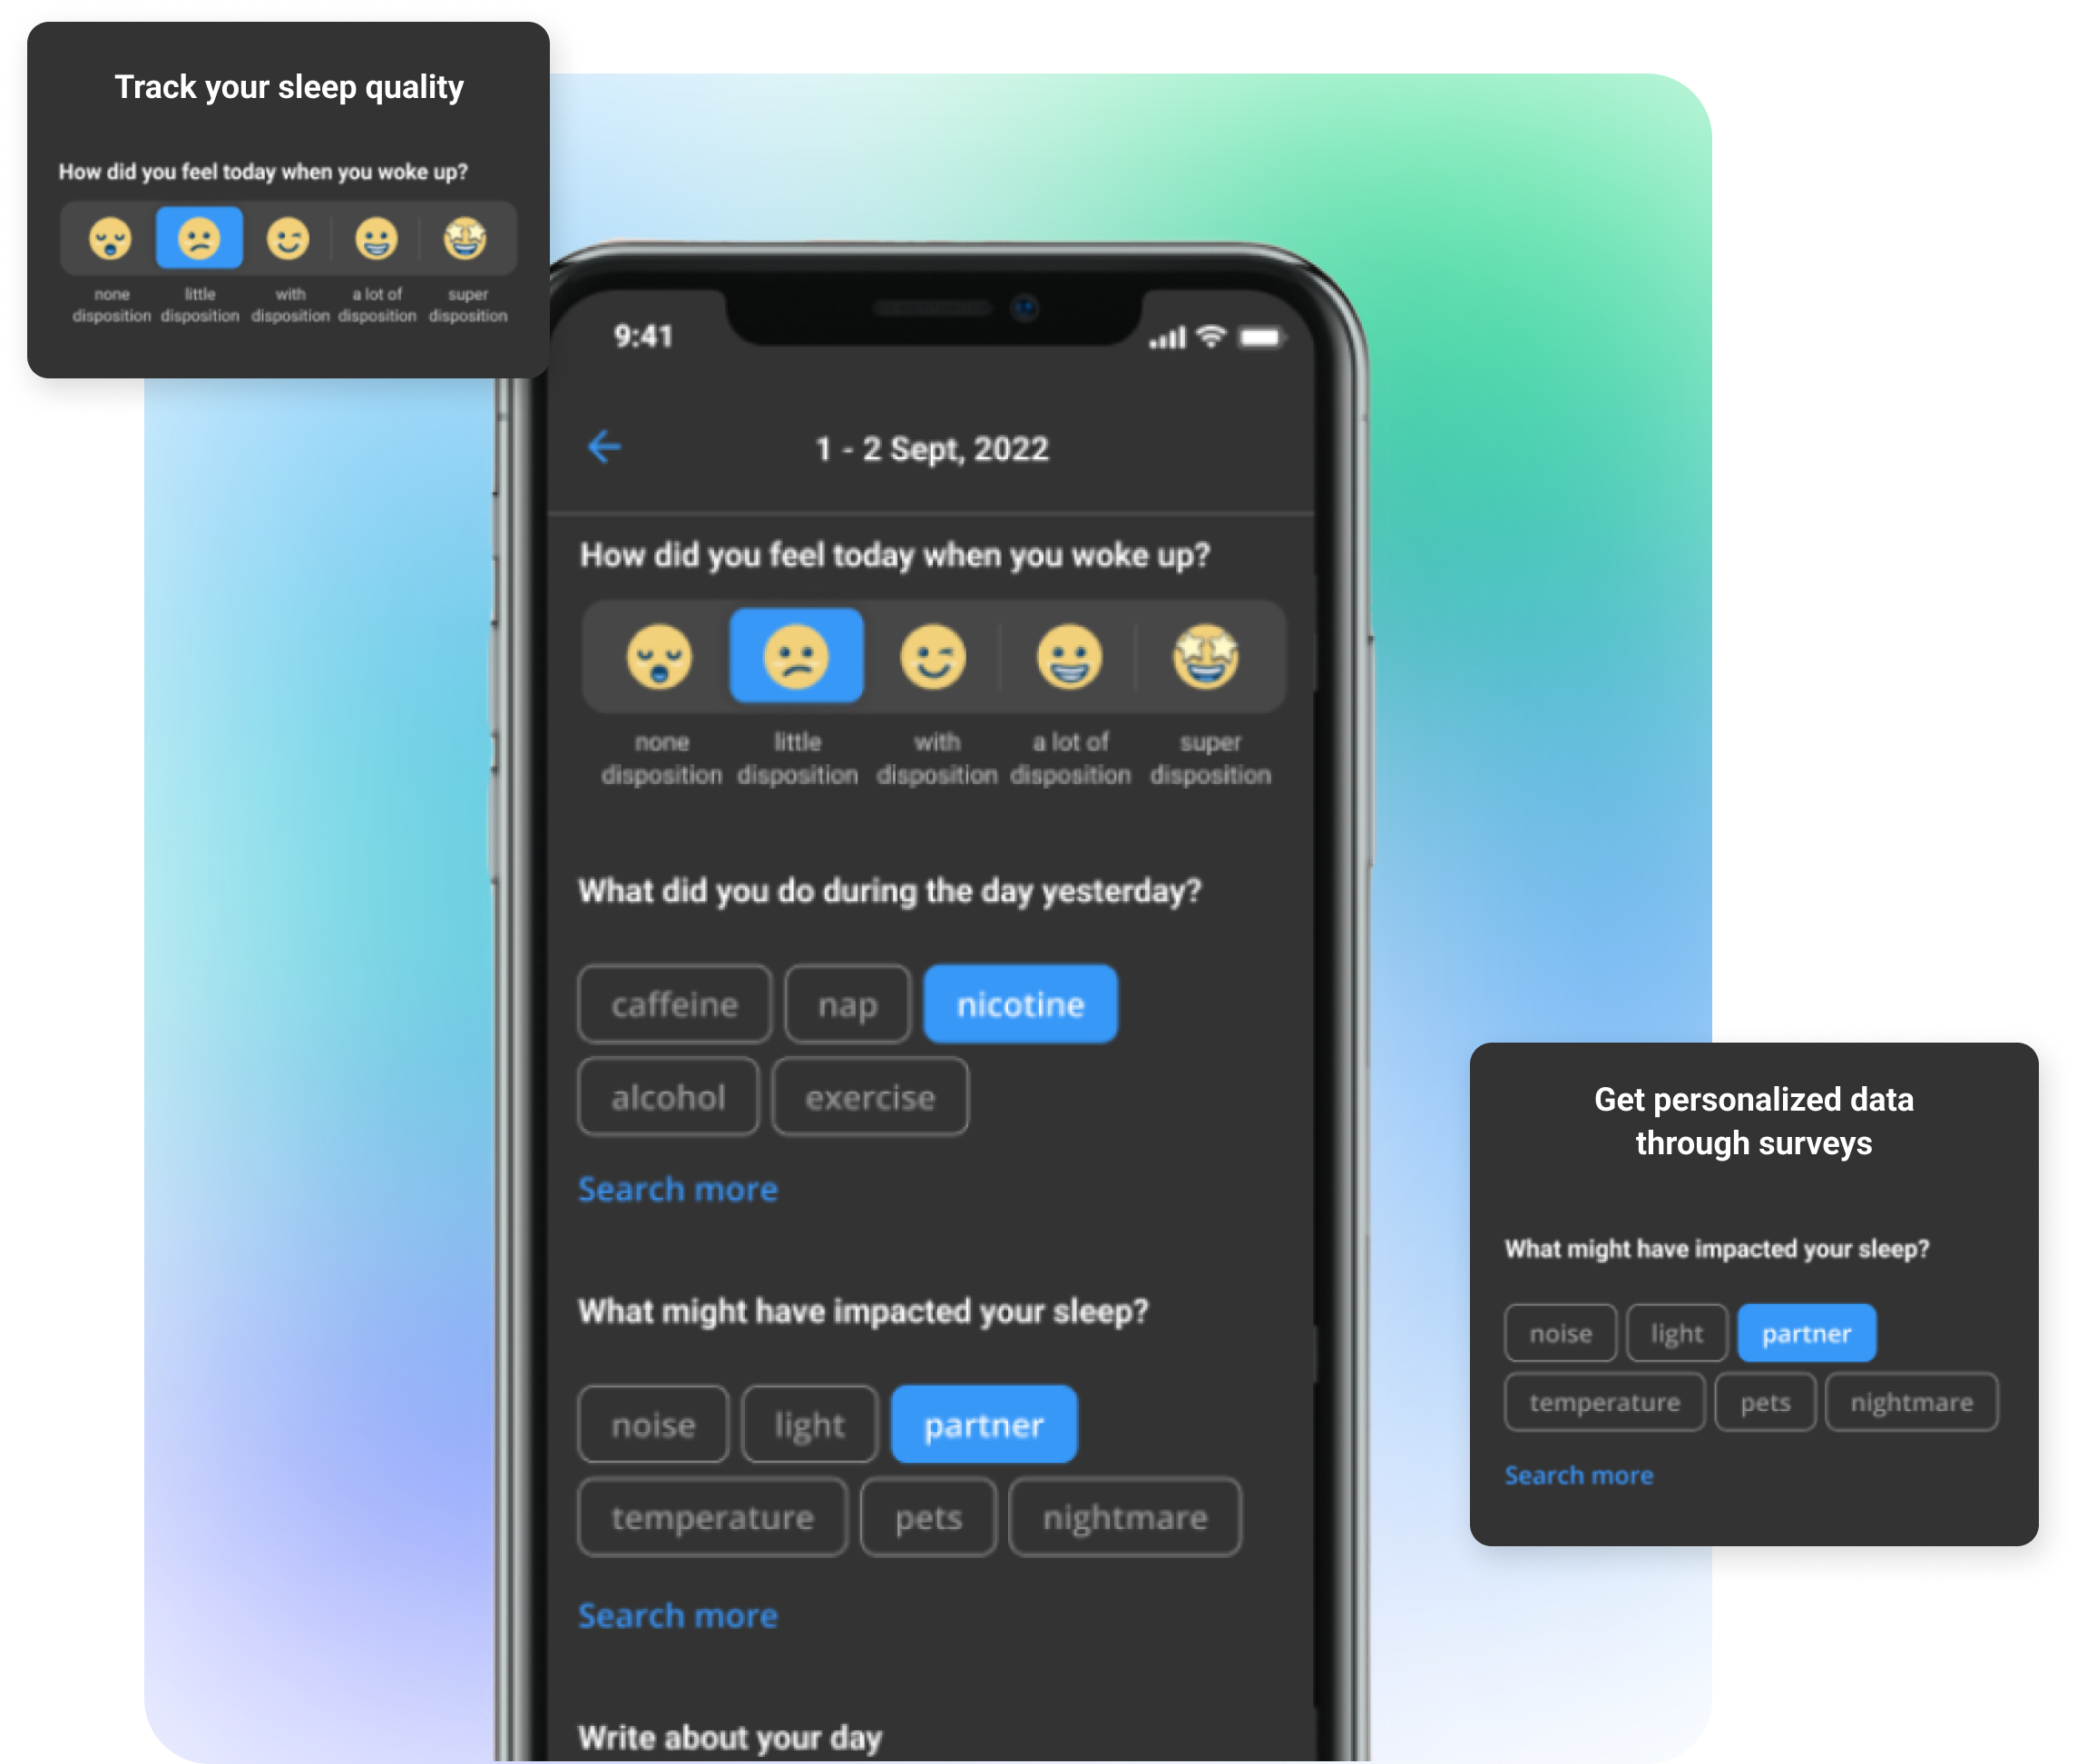 Track your sleep quality
How did you feel today when you woke up?
none little with a lot of super
disposition disposition disposition disposition disposition
9:41
1 - 2 Sept, 2022
How did you feel today when you woke up?
none little with a lot of super
disposition disposition disposition disposition disposition
What did you do during the day yesterday?
caffeine nap nicotine
alcohol exercise
Search more
What might have impacted your sleep?
noise light partner
temperature pets nightmare
Search more
Write about your day
Get personalized data
through surveys
What might have impacted your sleep?
noise light partner
temperature pets nightmare
Search more